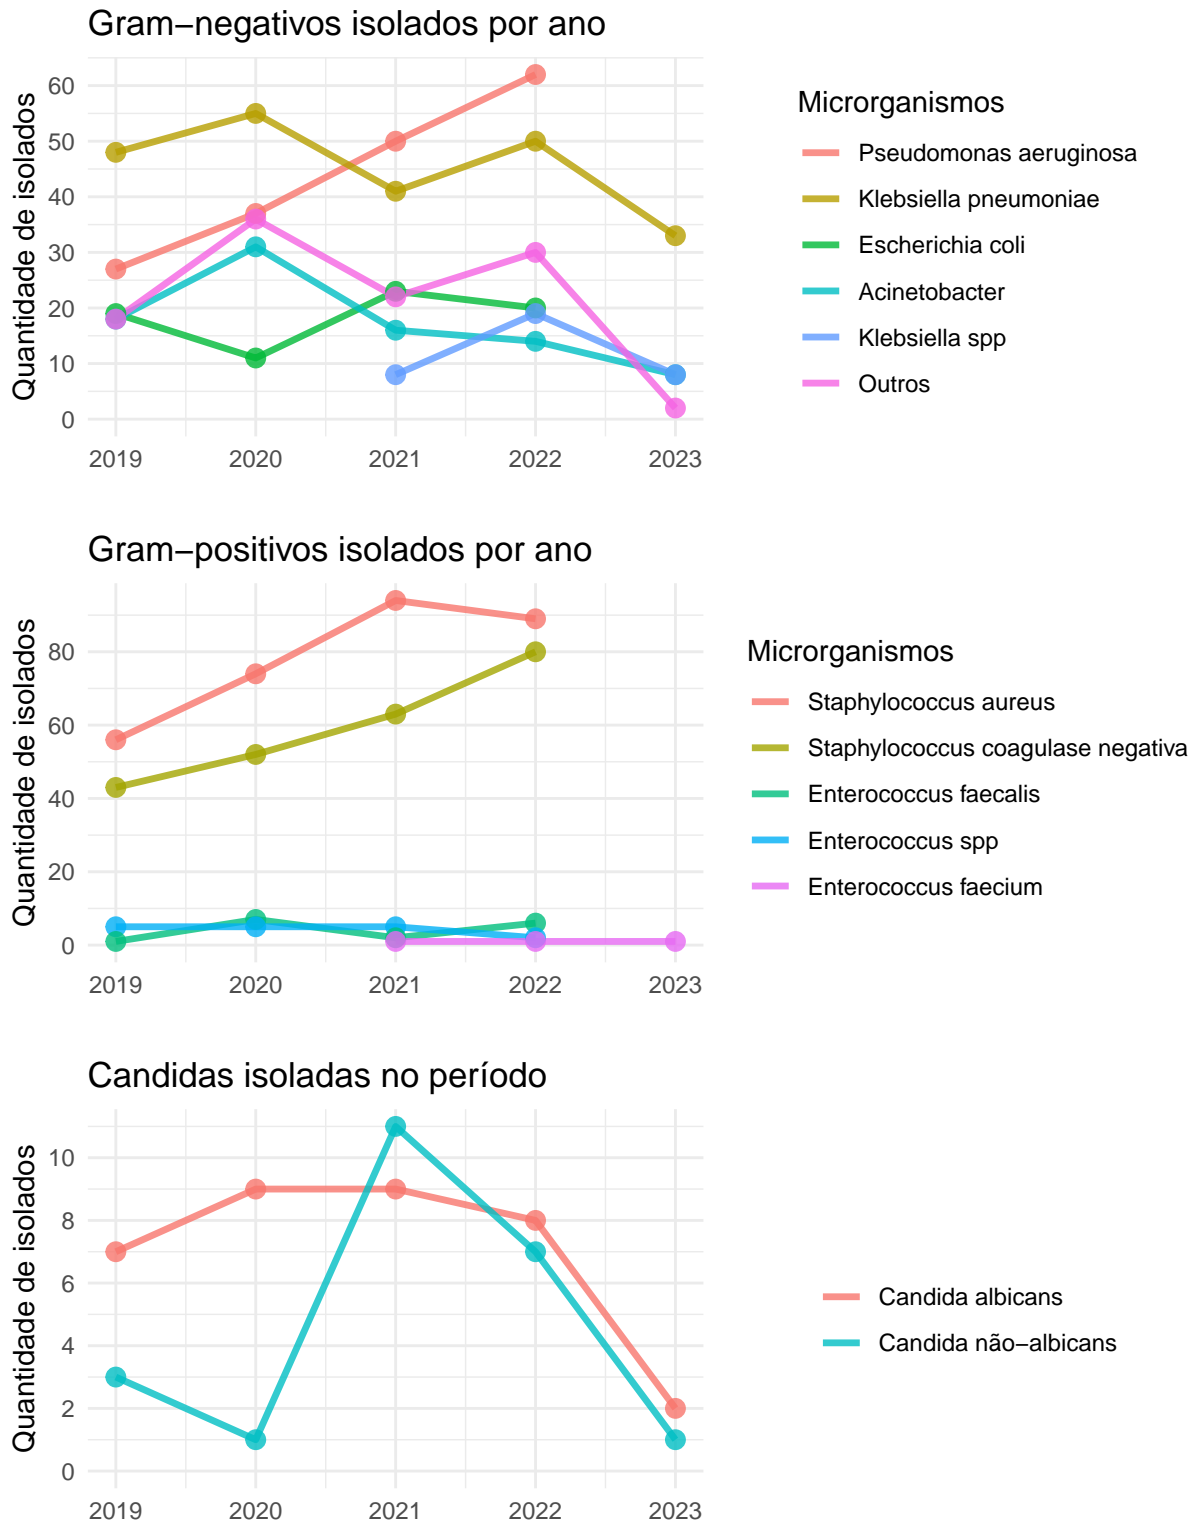 Gram−negativos isolados por ano
Quantidade de isolados
60
50
40
30
20
10
0
2019 2020 2021 2022 2023
Microrganismos
Pseudomonas aeruginosa
Klebsiella pneumoniae
Escherichia coli
Acinetobacter
Klebsiella spp
Outros
Gram−positivos isolados por ano
Quantidade de isolados
80
60
40
20
0
2019 2020 2021 2022 2023
Microrganismos
Staphylococcus aureus
Staphylococcus coagulase negativa
Enterococcus faecalis
Enterococcus spp
Enterococcus faecium
Candidas isoladas no período
Quantidade de isolados
10
8
6
4
2
0
2019 2020 2021 2022 2023
Candida albicans
Candida não−albicans